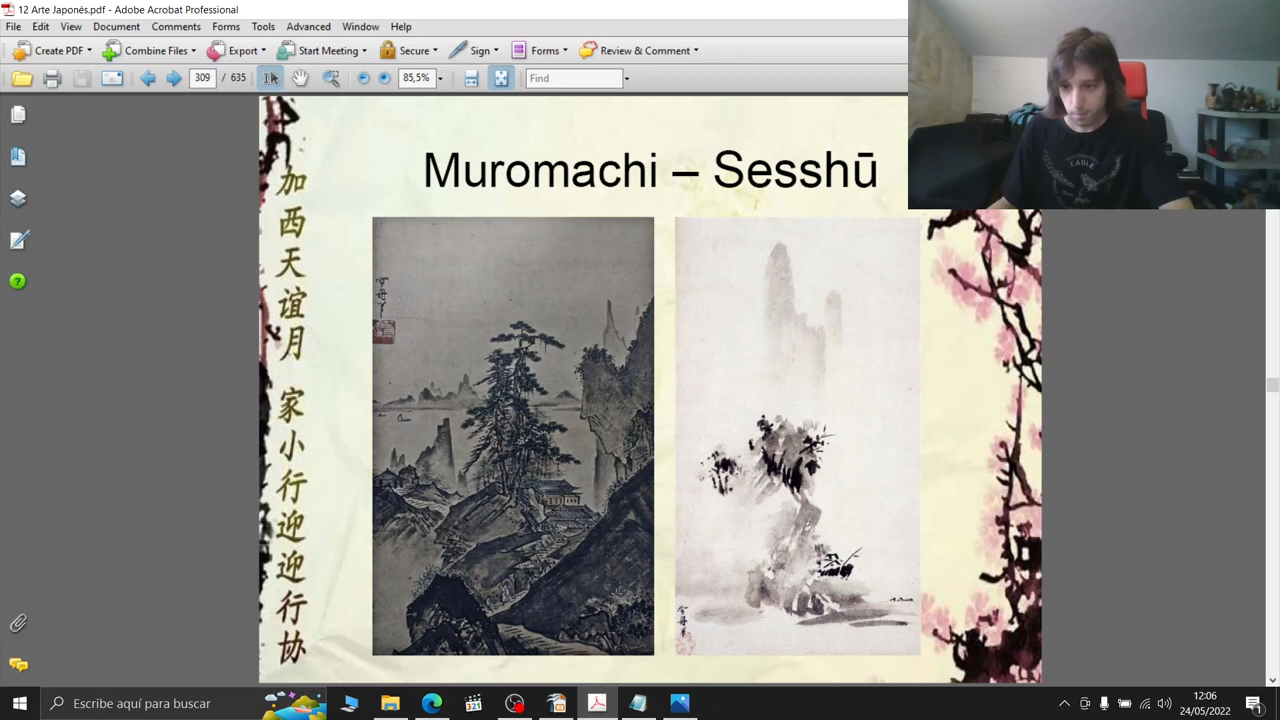 12 Arte Japonés.pdf - Adobe Acrobat Professional
File Edit View Document Comments Forms Tools Advanced Window Help
Create PDF Combine Files Export Start Meeting Secure Sign Forms Review & Comment
309 / 635 85,5% Find
Muromachi – Sesshū
加
西
天
谊
月
家
小
行
迎
迎
行
协
EAGLE
Escribe aquí para buscar
321
12:06
24/05/2022
1